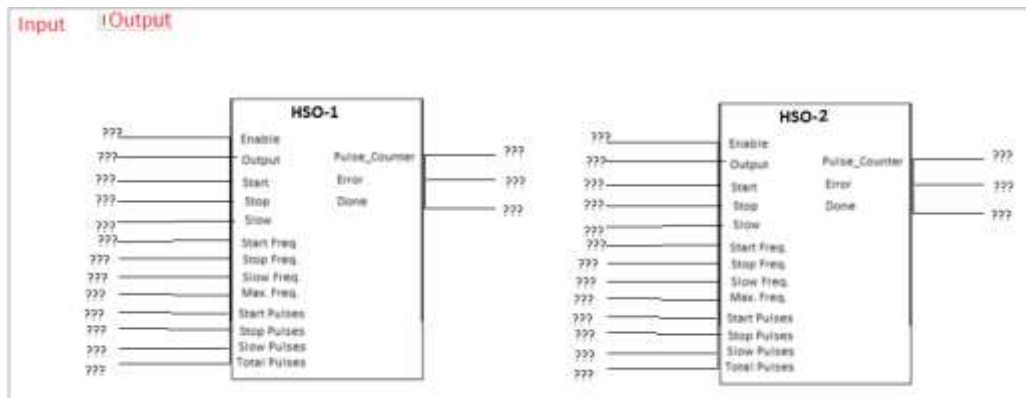 Input
Output
HSO-1
???
Enable
???
Output
Pulse_Counter
???
???
Start
Error
???
???
Stop
Done
???
???
Slow
???
Start Freq.
???
Stop Freq.
???
Slow Freq.
???
Max. Freq.
???
Start Pulses
???
Stop Pulses
???
Slow Pulses
???
Total Pulses
HSO-2
???
Enable
???
Output
Pulse_Counter
???
???
Start
Error
???
???
Stop
Done
???
???
Slow
???
Start Freq.
???
Stop Freq.
???
Slow Freq.
???
Max. Freq.
???
Start Pulses
???
Stop Pulses
???
Slow Pulses
???
Total Pulses